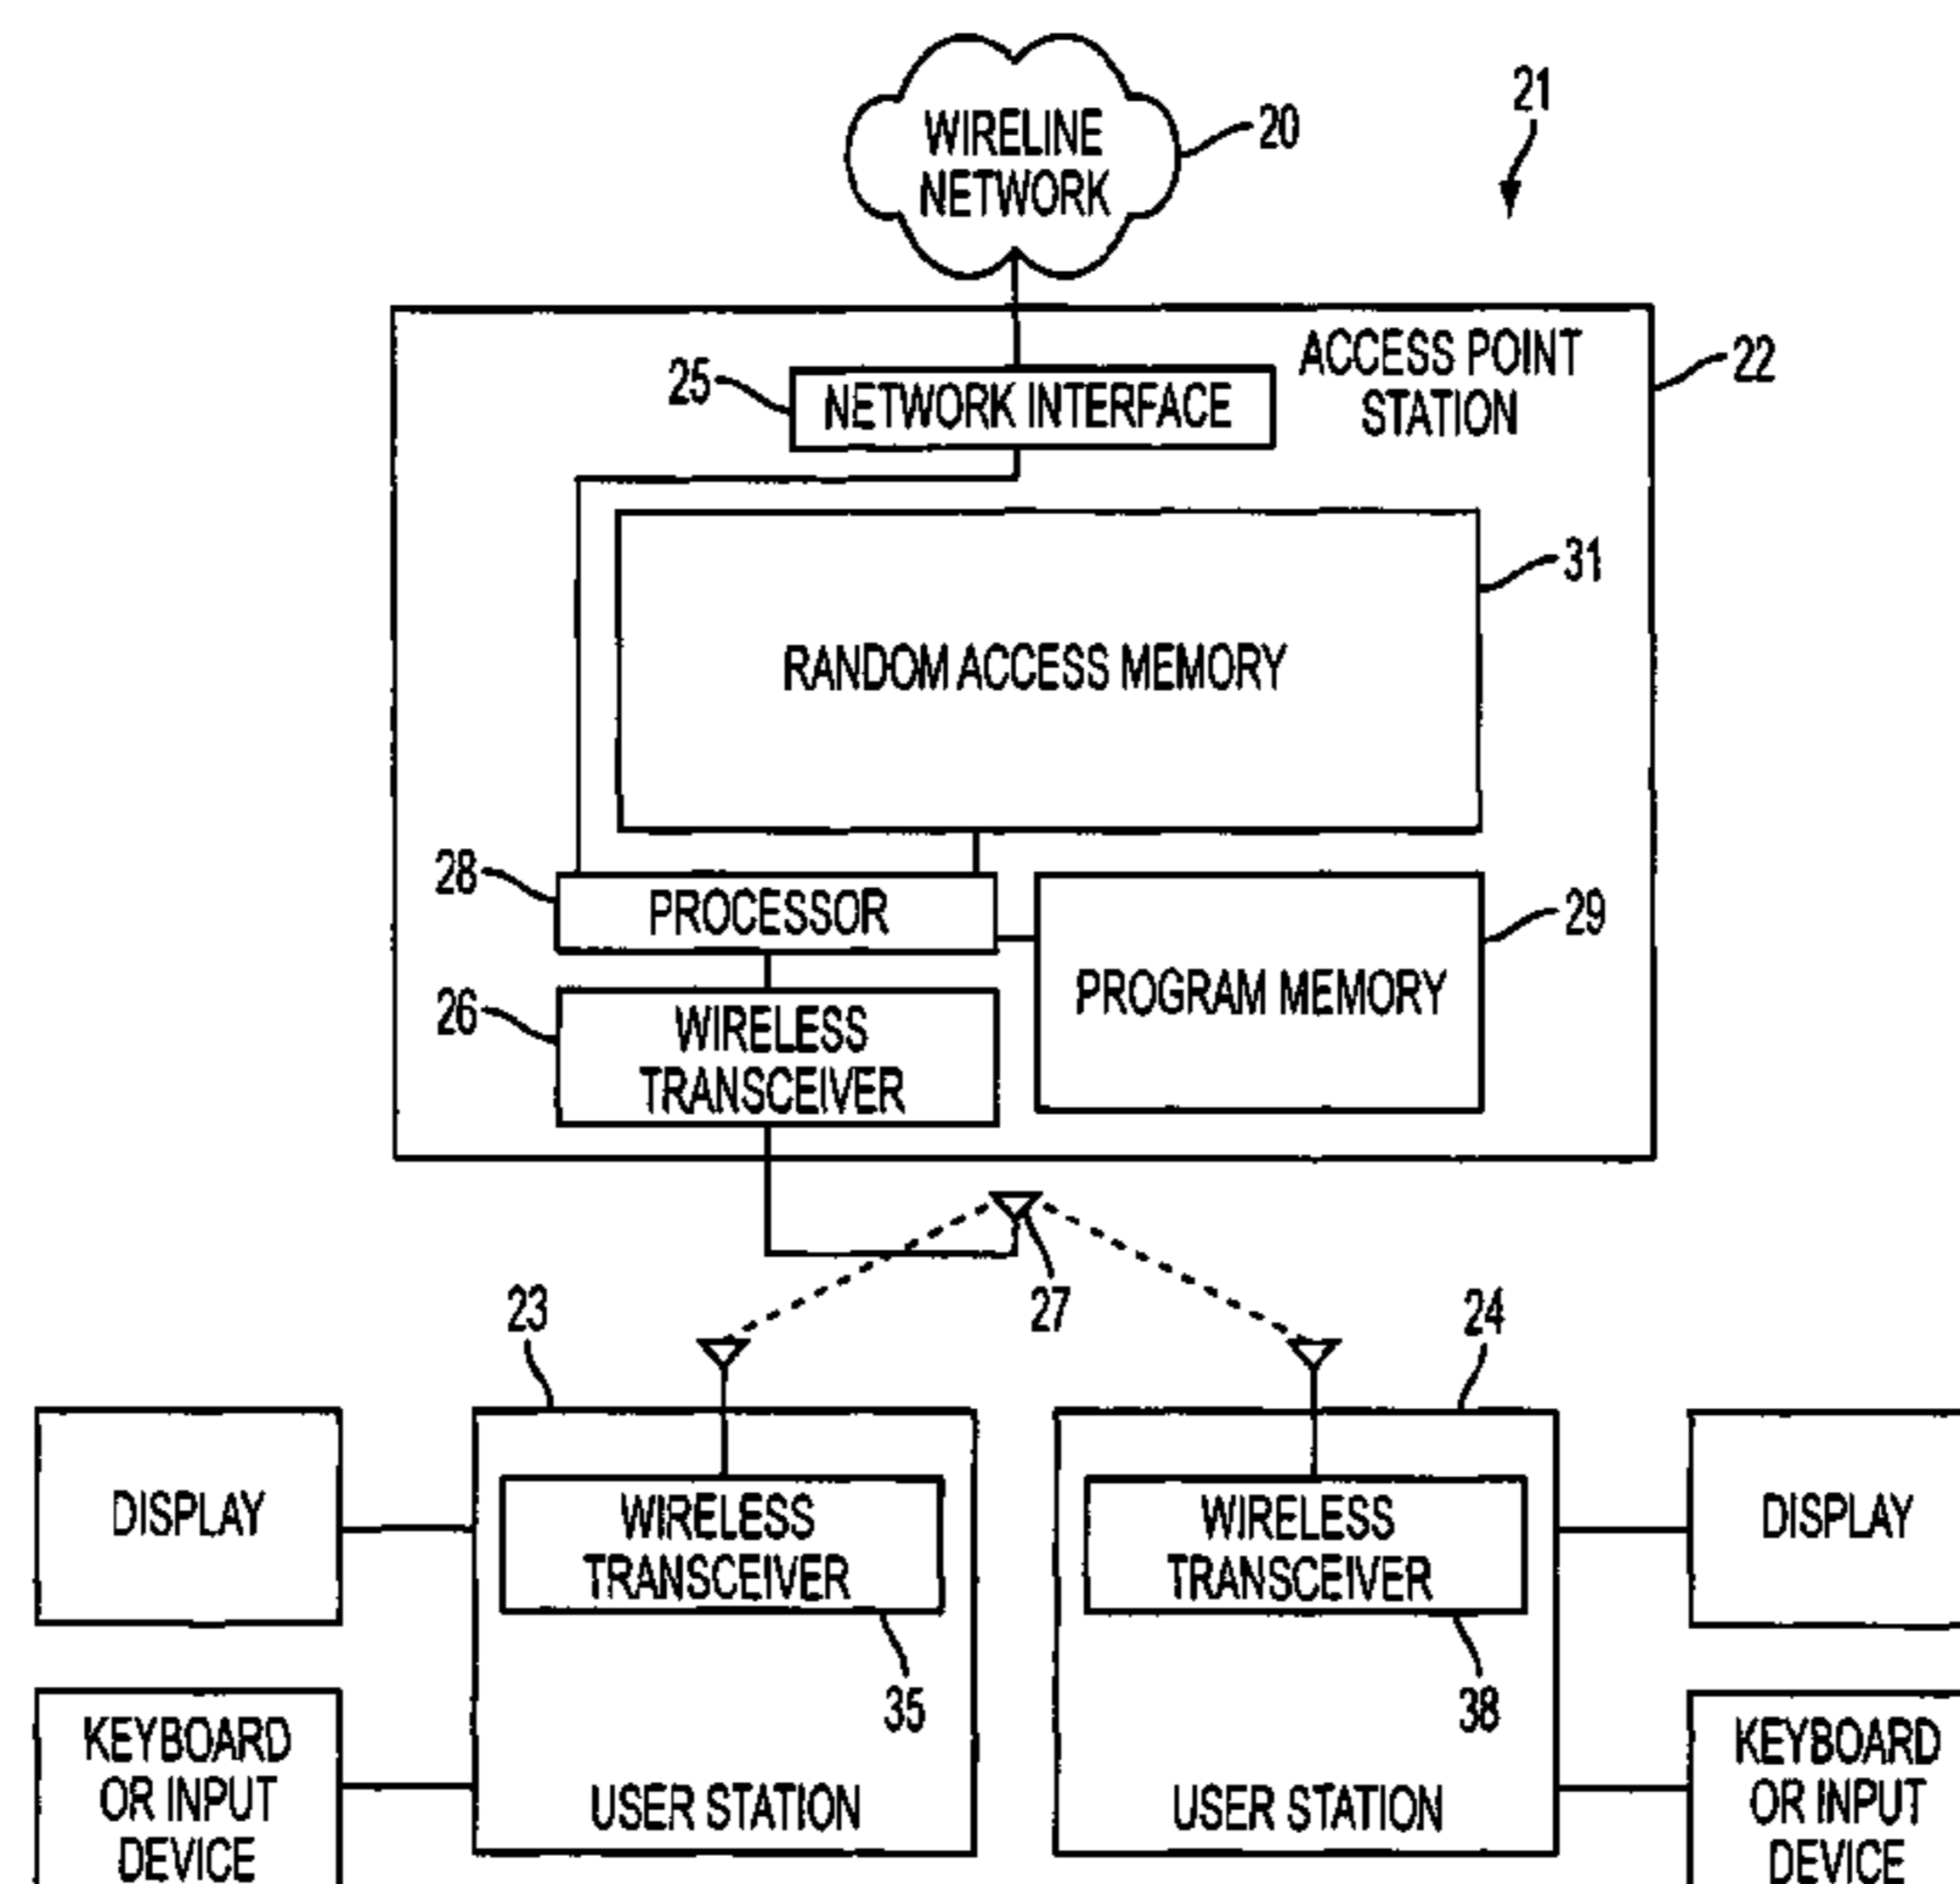 WIRELINE
NETWORK
20
21
ACCESS POINT
STATION
22
25
NETWORK INTERFACE
31
RANDOM ACCESS MEMORY
28
PROCESSOR
29
PROGRAM MEMORY
26
WIRELESS
TRANSCEIVER
27
23
24
DISPLAY
WIRELESS
TRANSCEIVER
35
USER STATION
WIRELESS
TRANSCEIVER
38
USER STATION
DISPLAY
KEYBOARD
OR INPUT
DEVICE
KEYBOARD
OR INPUT
DEVICE